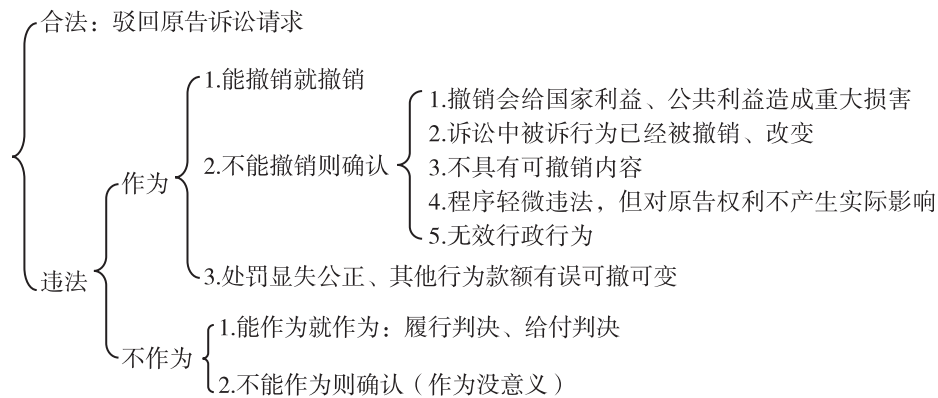 合法：驳回原告诉讼请求
1.能撤销就撤销
1.撤销会给国家利益、公共利益造成重大损害
2.诉讼中被诉行为已经被撤销、改变
2.不能撤销则确认
3.不具有可撤销内容
作为
4.程序轻微违法，但对原告权利不产生实际影响
5.无效行政行为
违法
3.处罚显失公正、其他行为款额有误可撤可变
1.能作为就作为：履行判决、给付判决
不作为
2.不能作为则确认（作为没意义）